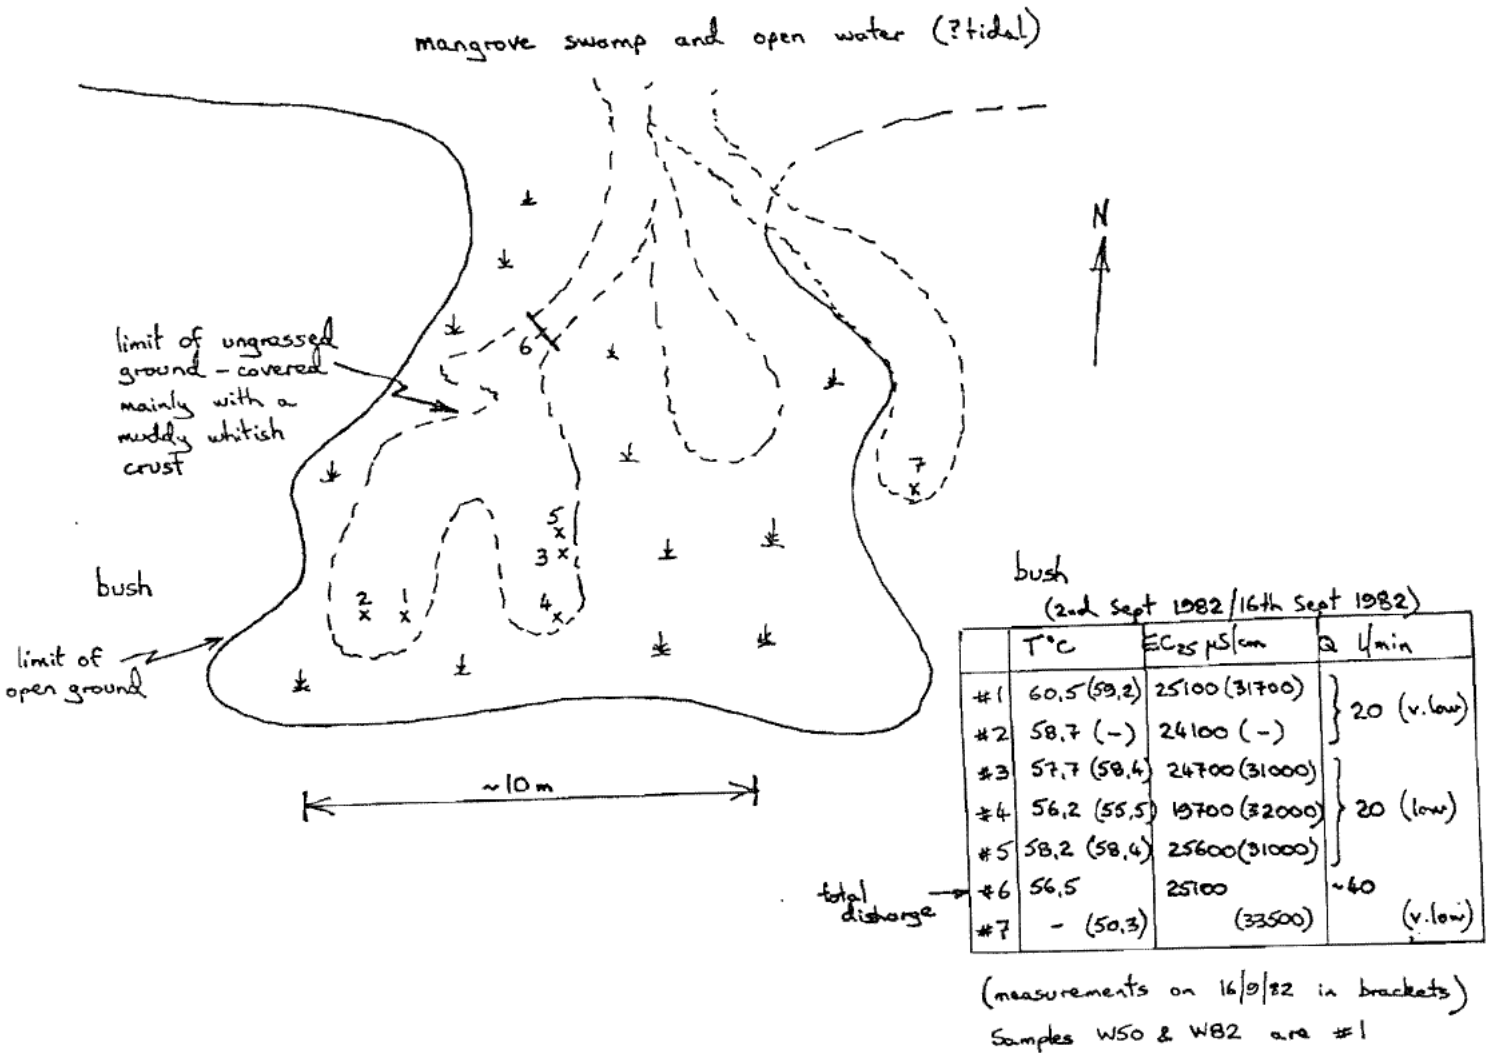 mangrove swamp and open water (?tidal)
N
limit of ungrassed
ground – covered
mainly with a
muddy whitish
crust
6
7
5
3
4
2
1
bush
limit of
open ground
~10m
bush
(2nd Sept 1982/16th Sept 1982)
T°C EC25 µS/cm Q l/min
#1 60,5 (59,2) 25100 (31700)
20 (v.low)
#2 58,7 (-) 24100 (-)
#3 57,7 (58,4) 24700 (31000)
#4 56,2 (55,5) 19700 (32000) 20 (low)
#5 58,2 (58,4) 25600 (31000)
total
disharge
#6 56,5 25100 ~40
#7 - (50,3) (33500) (v.low)
(measurements on 16/9/82 in brackets)
Samples W50 & W82 are #1